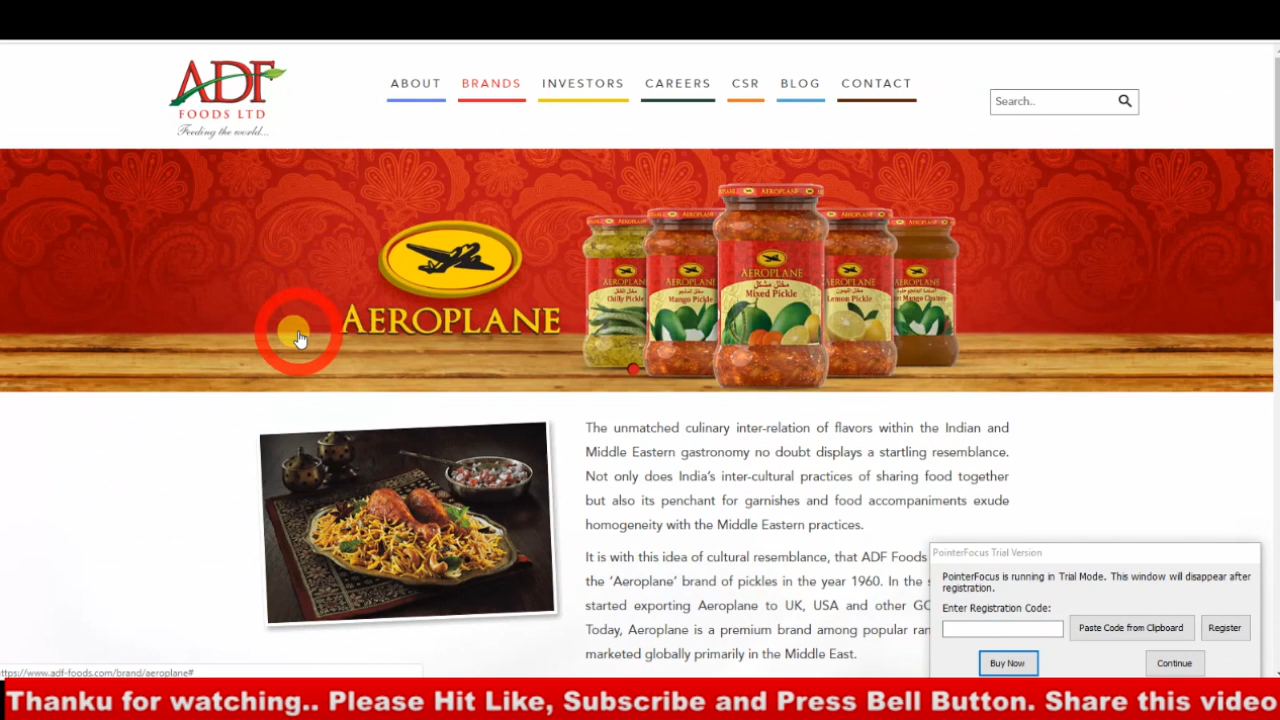 ADF
FOODS LTD
Feeding the world...
ABOUT BRANDS INVESTORS CAREERS CSR BLOG CONTACT
Search..
AEROPLANE
AEROPLANE
AEROPLANE
AEROPLANE
AEROPLANE
Chilly Pickle
Mango Pickle
Mixed Pickle
Lemon Pickle
Mango Chutney
AEROPLANE
The unmatched culinary inter-relation of flavors within the Indian and
Middle Eastern gastronomy no doubt displays a startling resemblance.
Not only does India's inter-cultural practices of sharing food together
but also its penchant for garnishes and food accompaniments exude
homogeneity with the Middle Eastern practices.
It is with this idea of cultural resemblance, that ADF Foods
the 'Aeroplane' brand of pickles in the year 1960. In the s
started exporting Aeroplane to UK, USA and other GC
Today, Aeroplane is a premium brand among popular ran
marketed globally primarily in the Middle East.
PointerFocus Trial Version
PointerFocus is running in Trial Mode. This window will disappear after
registration.
Enter Registration Code:
Paste Code from Clipboard Register
Buy Now Continue
ttps://www.adf-foods.com/brand/aeroplane#
Thanku for watching.. Please Hit Like, Subscribe and Press Bell Button. Share this video